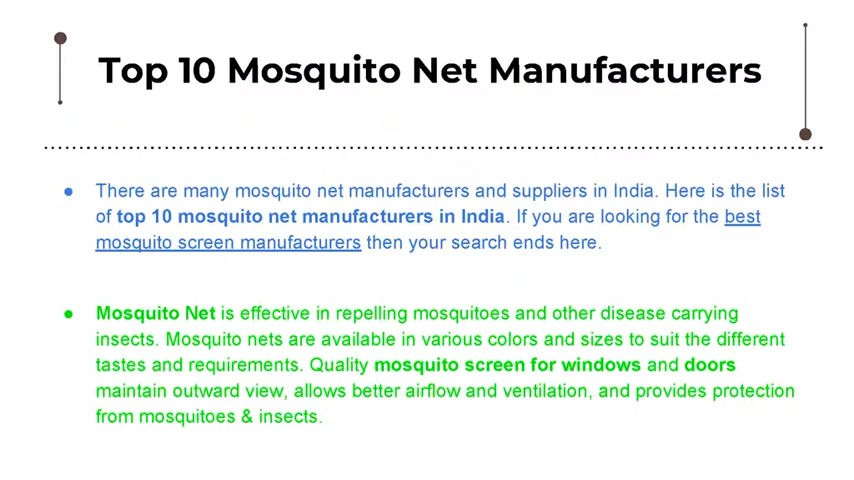 Top 10 Mosquito Net Manufacturers
There are many mosquito net manufacturers and suppliers in India. Here is the list
of top 10 mosquito net manufacturers in India. If you are looking for the best
mosquito screen manufacturers then your search ends here.
Mosquito Net is effective in repelling mosquitoes and other disease carrying
insects. Mosquito nets are available in various colors and sizes to suit the different
tastes and requirements. Quality mosquito screen for windows and doors
maintain outward view, allows better airflow and ventilation, and provides protection
from mosquitoes & insects.